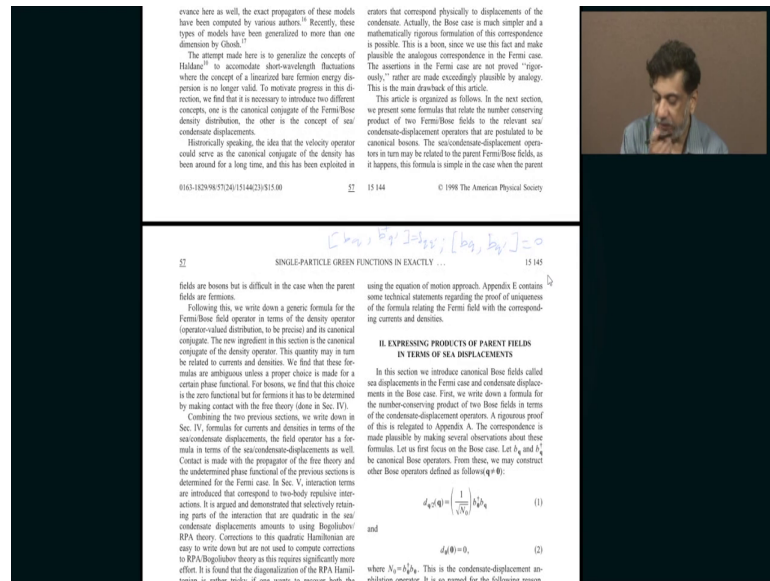 evance here as well, the exact propagators of these models
have been computed by various authors.16 Recently, these
types of models have been generalized to more than one
dimension by Ghosh.17
The attempt made here is to generalize the concepts of
Haldane10 to accomodate short-wavelength fluctuations
where the concept of a linearized bare fermion energy dis-
persion is no longer valid. To motivate progress in this di-
rection, we find that it is necessary to introduce two different
concepts, one is the canonical conjugate of the Fermi/Bose
density distribution, the other is the concept of sea/
condensate displacements.
Historically speaking, the idea that the velocity operator
could serve as the canonical conjugate of the density has
been around for a long time, and this has been exploited in
erators that correspond physically to displacements of the
condensate. Actually, the Bose case is much simpler and a
mathematically rigorous formulation of this correspondence
is possible. This is a boon, since we use this fact and make
plausible the analogous correspondence in the Fermi case.
The assertions in the Fermi case are not proved "rigor-
ously," rather are made exceedingly plausible by analogy.
This is the main drawback of this article.
This article is organized as follows. In the next section,
we present some formulas that relate the number conserving
product of two Fermi/Bose fields to the relevant sea/
condensate-displacement operators that are postulated to be
canonical bosons. The sea/condensate-displacement opera-
tors in turn may be related to the parent Fermi/Bose fields, as
it happens, this formula is simple in the case when the parent
0163-1829/98/57(24)/15144(23)/$15.00 57 15 144 © 1998 The American Physical Society
57 SINGLE-PARTICLE GREEN FUNCTIONS IN EXACTLY ... 15 145
fields are bosons but is difficult in the case when the parent
fields are fermions.
Following this, we write down a generic formula for the
Fermi/Bose field operator in terms of the density operator
(operator-valued distribution, to be precise) and its canonical
conjugate. The new ingredient in this section is the canonical
conjugate of the density operator. This quantity may in turn
be related to currents and densities. We find that these for-
mulas are ambiguous unless a proper choice is made for a
certain phase functional. For bosons, we find that this choice
is the zero functional but for fermions it has to be determined
by making contact with the free theory (done in Sec. IV).
Combining the two previous sections, we write down in
Sec. IV, formulas for currents and densities in terms of the
sea/condensate displacements, the field operator has a for-
mula in terms of the sea/condensate-displacements as well.
Contact is made with the propagator of the free theory and
the undetermined phase functional of the previous sections is
determined for the Fermi case. In Sec. V, interaction terms
are introduced that correspond to two-body repulsive inter-
actions. It is argued and demonstrated that selectively retain-
ing parts of the interaction that are quadratic in the sea/
condensate displacements amounts to using Bogoliubov/
RPA theory. Corrections to this quadratic Hamiltonian are
easy to write down but are not used to compute corrections
to RPA/Bogoliubov theory as this requires significantly more
effort. It is found that the diagonalization of the RPA Hamil-
using the equation of motion approach. Appendix E contains
some technical statements regarding the proof of uniqueness
of the formula relating the Fermi field with the correspond-
ing currents and densities.
II. EXPRESSING PRODUCTS OF PARENT FIELDS
IN TERMS OF SEA DISPLACEMENTS
In this section we introduce canonical Bose fields called
sea displacements in the Fermi case and condensate displace-
ments in the Bose case. First, we write down a formula for
the number-conserving product of two Bose fields in terms
of the condensate-displacement operators. A rigourous proof
of this is relegated to Appendix A. The correspondence is
made plausible by making several observations about these
formulas. Let us first focus on the Bose case. Let b_q and b_q†
be canonical Bose operators. From these, we may construct
other Bose operators defined as follows(q≠0):
d_{q/2}(q)=(1/√N_0) b_0†b_q (1)
and
d_0(0)=0, (2)
where N_0=b_0†b_0. This is the condensate-displacement an-